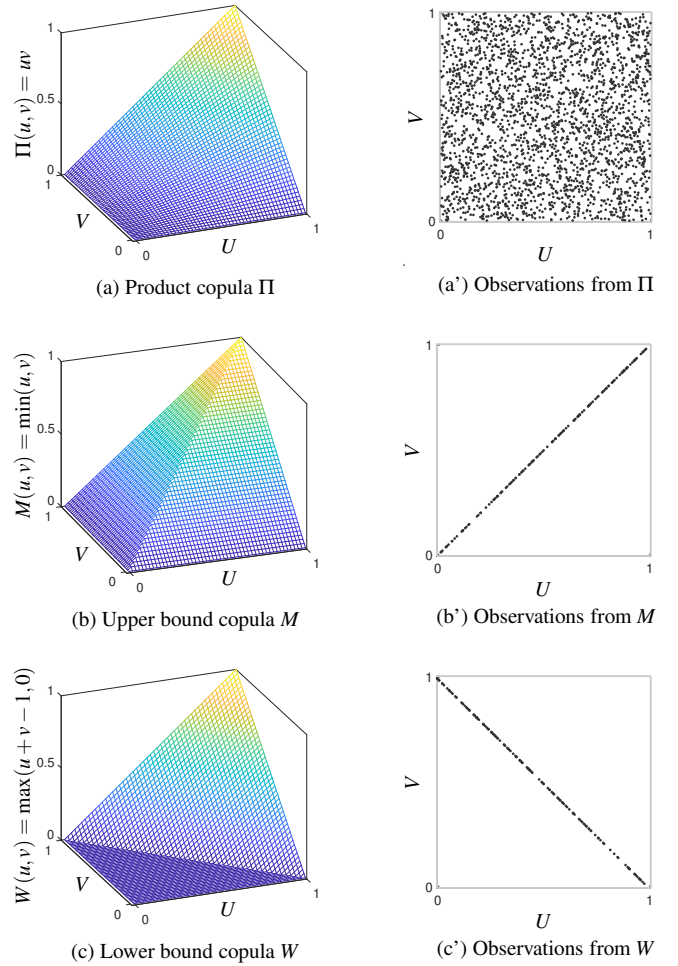 Π(u,v) = uv
1
0.5
0
1
V
0
0
U
1
(a) Product copula Π
1
V
0
0
U
1
(a’) Observations from Π
M(u,v) = min(u,v)
1
0.5
0
1
V
0
0
U
1
(b) Upper bound copula M
1
V
0
0
U
1
(b’) Observations from M
W(u,v) = max(u+v−1,0)
1
0.5
0
1
V
0
0
U
1
(c) Lower bound copula W
1
V
0
0
U
1
(c’) Observations from W